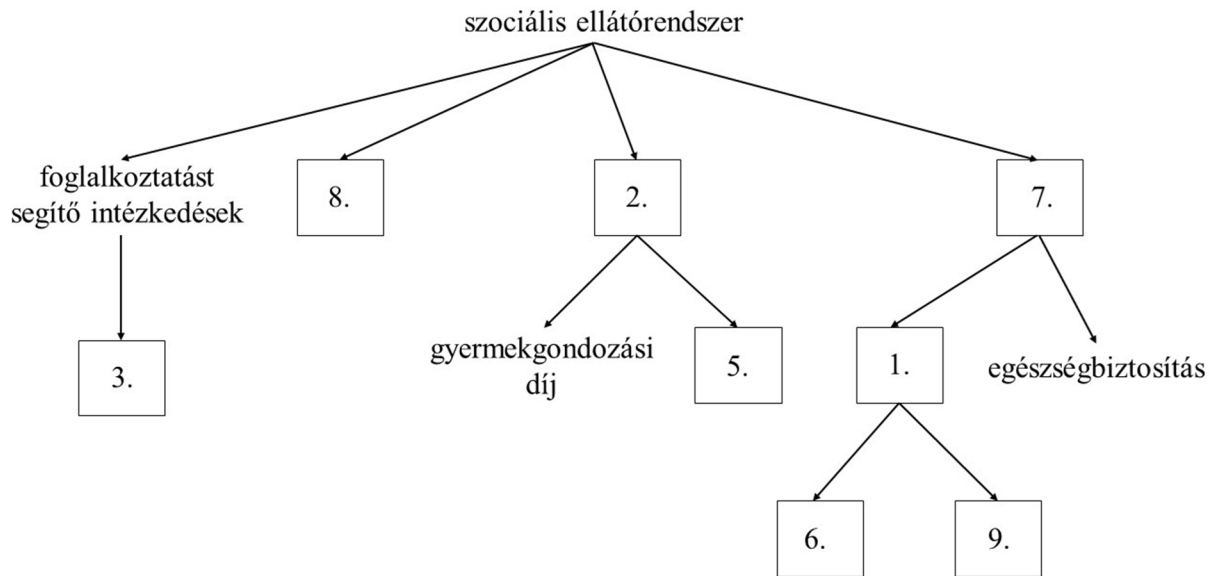 szociális ellátórendszer
foglalkoztatást
segítő intézkedések
8.
2.
7.
3.
gyermekgondozási
díj
5.
1.
egészségbiztosítás
6.
9.